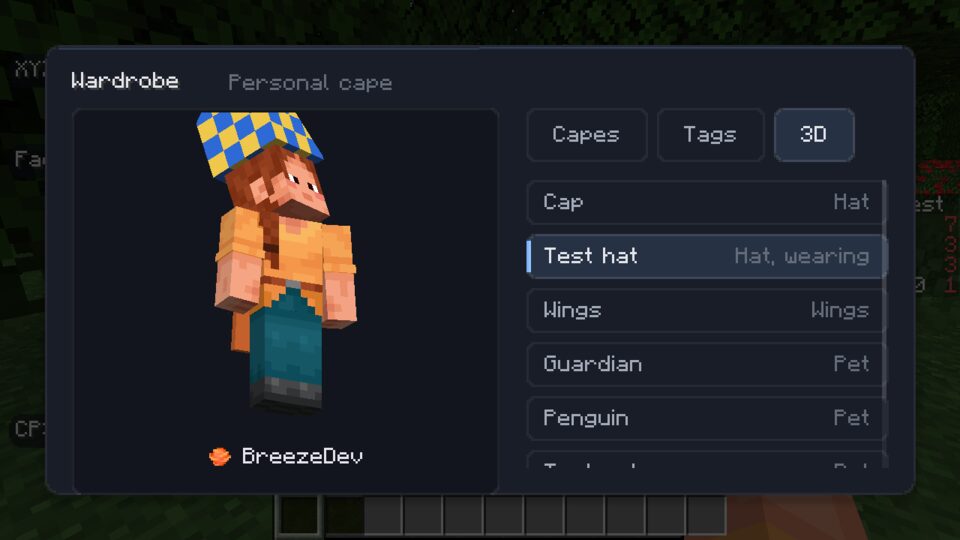 Wardrobe
Personal cape
Capes
Tags
3D
Cap
Hat
Test hat
Hat, wearing
Wings
Wings
Guardian
Pet
Penguin
Pet
BreezeDev